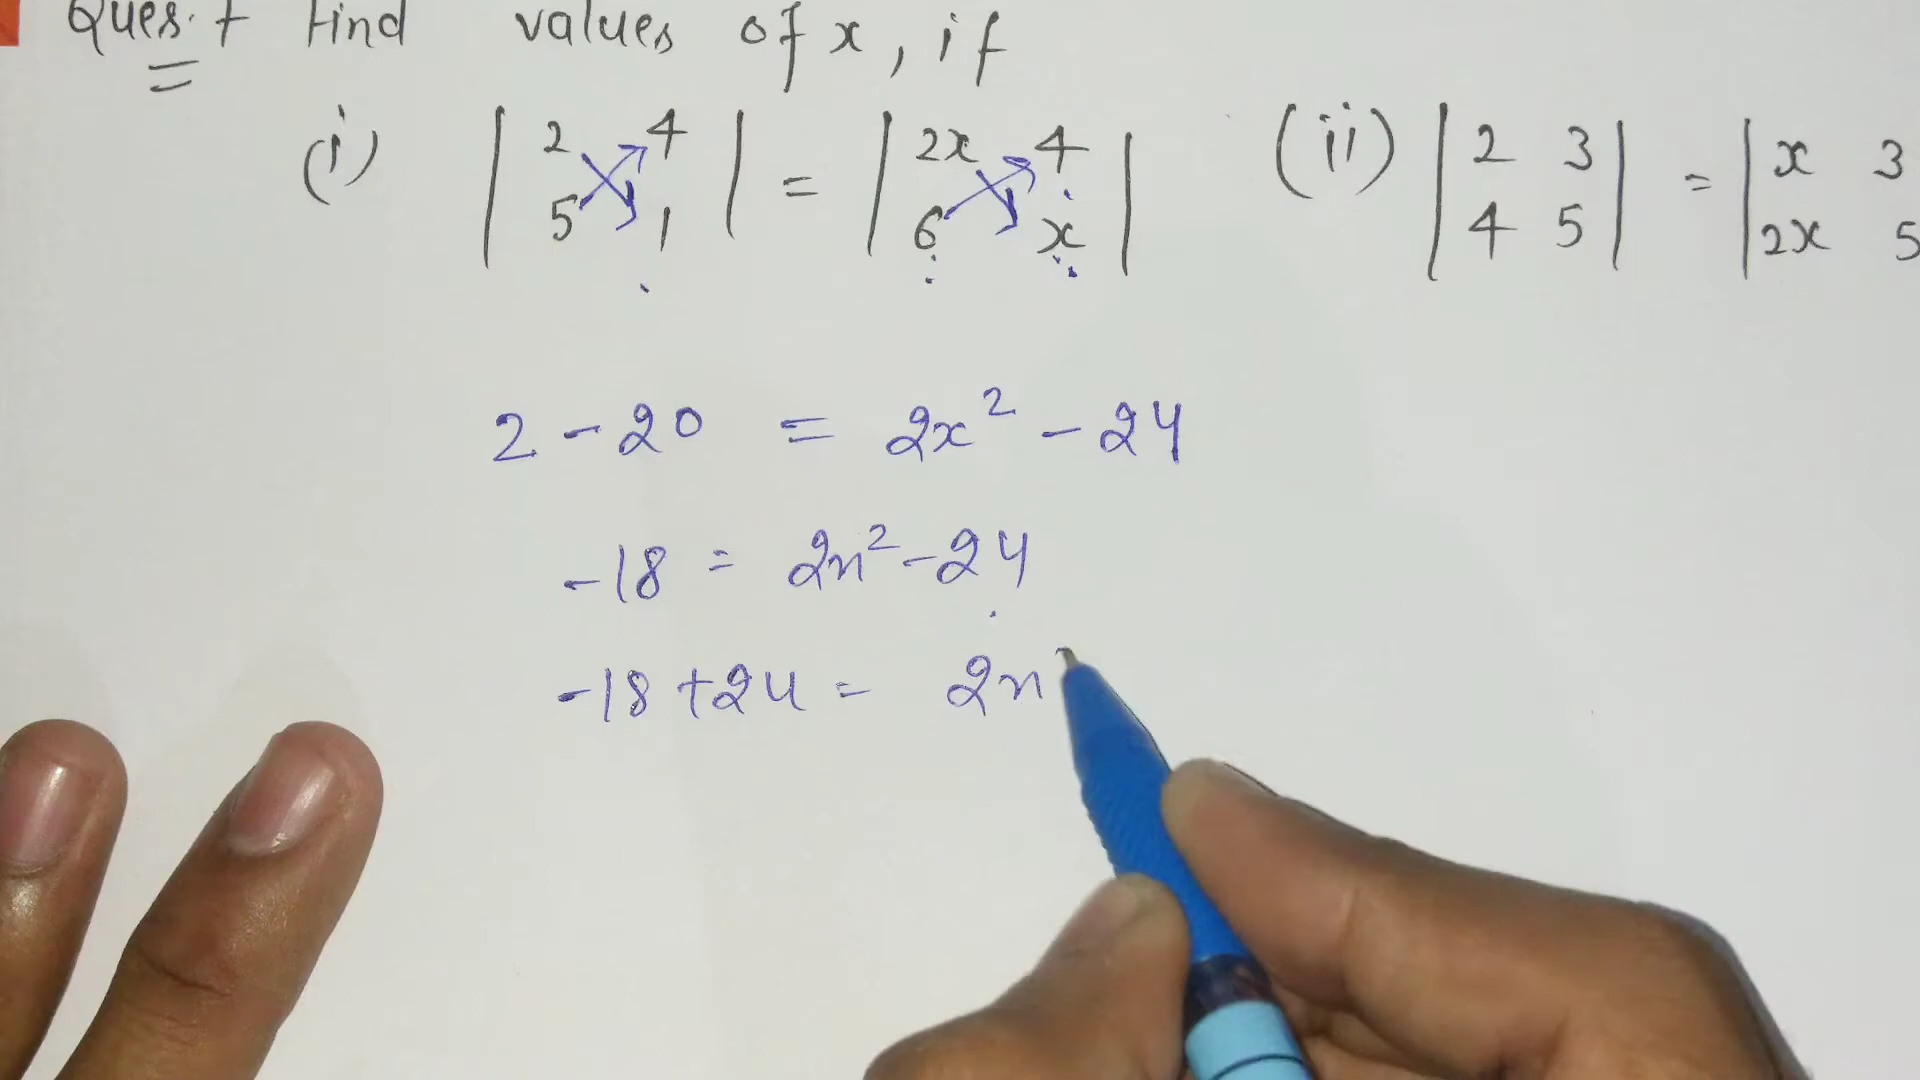 Ques. + Find values of x, if
(i) | 2 4 | = | 2x 4 | (ii) | 2 3 | = | x 3
| 5 1 | | 6 x | | 4 5 | | 2x 5
2 - 20 = 2x² - 24
-18 = 2x² - 24
-18 + 24 = 2x